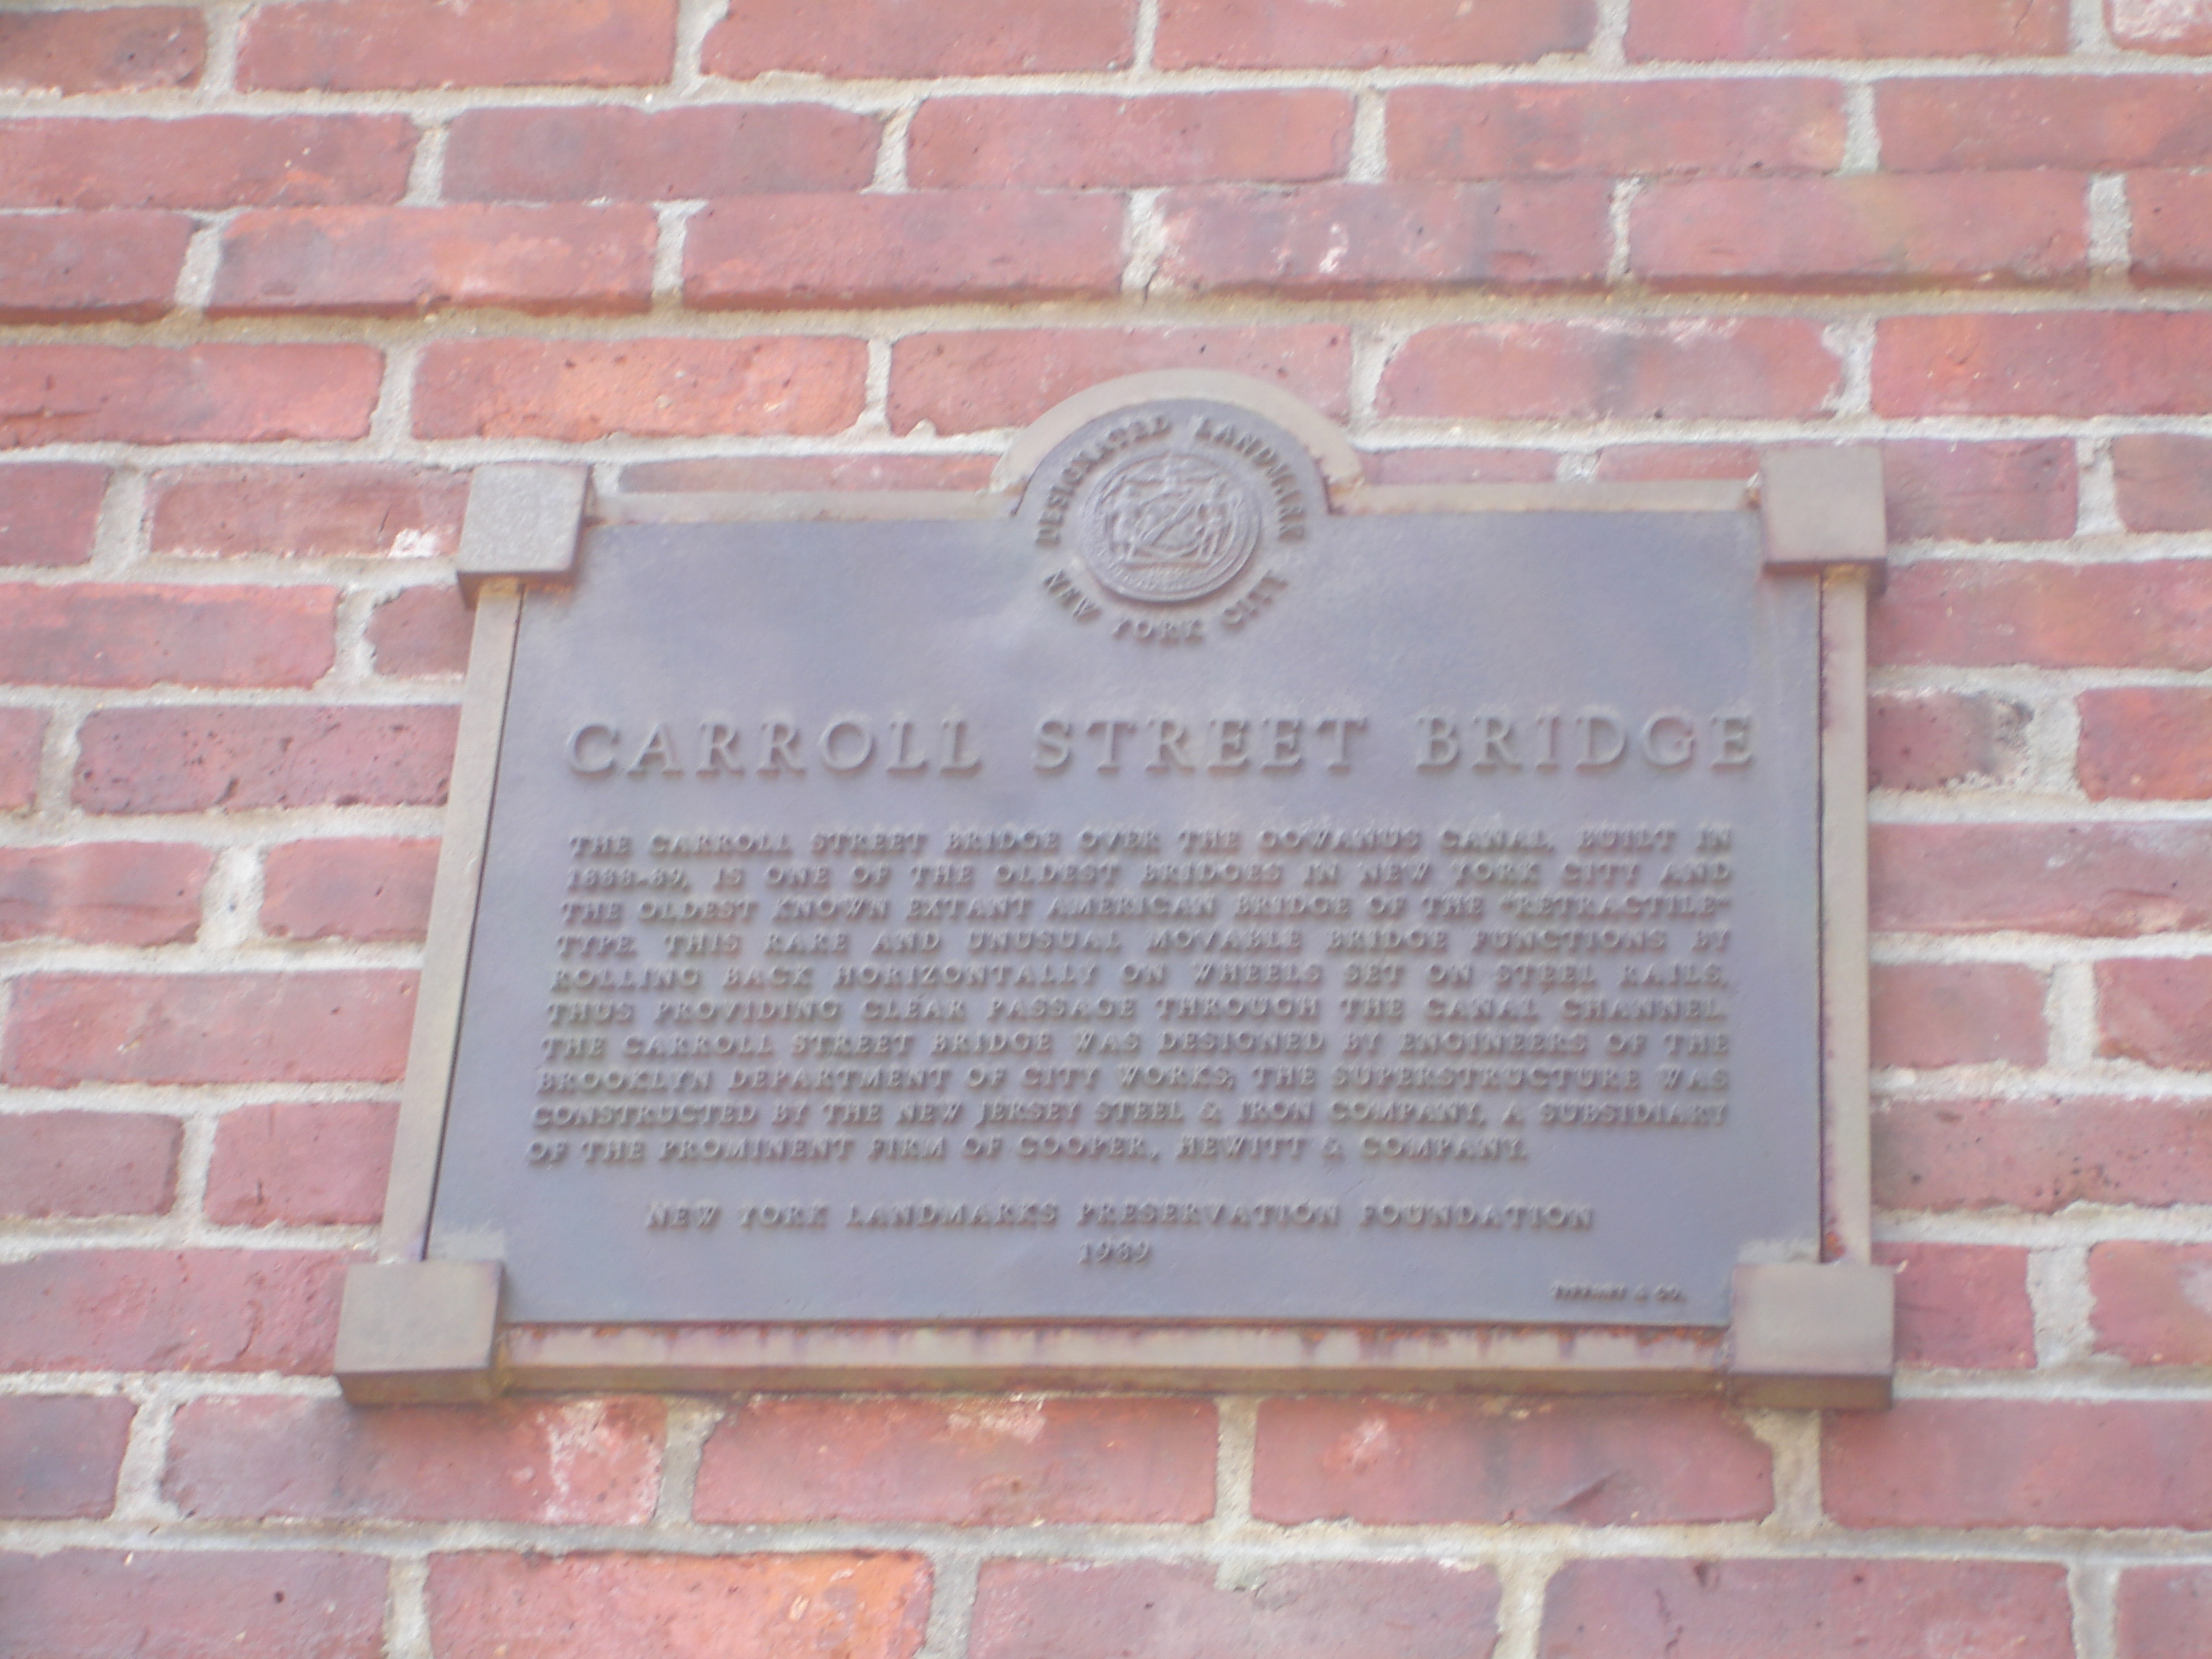 DESIGNATED LANDMARK
NEW YORK CITY
CARROLL STREET BRIDGE
THE CARROLL STREET BRIDGE OVER THE GOWANUS CANAL, BUILT IN
1888-89, IS ONE OF THE OLDEST BRIDGES IN NEW YORK CITY AND
THE OLDEST KNOWN EXTANT AMERICAN BRIDGE OF THE "RETRACTILE"
TYPE. THIS RARE AND UNUSUAL MOVABLE BRIDGE FUNCTIONS BY
ROLLING BACK HORIZONTALLY ON WHEELS SET ON STEEL RAILS,
THUS PROVIDING CLEAR PASSAGE THROUGH THE CANAL CHANNEL.
THE CARROLL STREET BRIDGE WAS DESIGNED BY ENGINEERS OF THE
BROOKLYN DEPARTMENT OF CITY WORKS; THE SUPERSTRUCTURE WAS
CONSTRUCTED BY THE NEW JERSEY STEEL & IRON COMPANY, A SUBSIDIARY
OF THE PROMINENT FIRM OF COOPER, HEWITT & COMPANY.
NEW YORK LANDMARKS PRESERVATION FOUNDATION
1989
TIFFANY & CO.